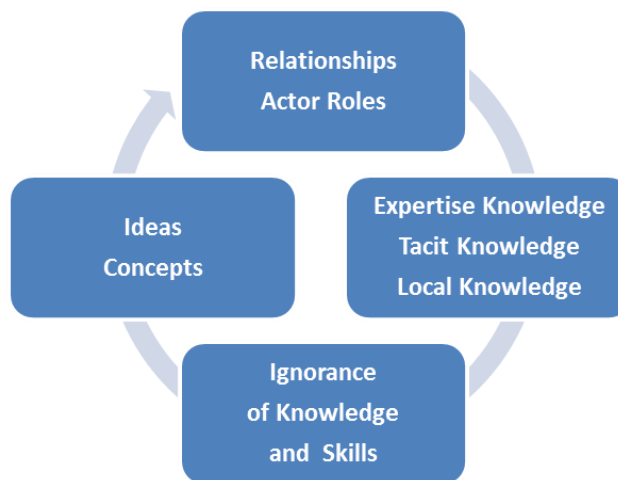 Relationships
Actor Roles
Expertise Knowledge
Tacit Knowledge
Local Knowledge
Ignorance
of Knowledge
and Skills
Ideas
Concepts